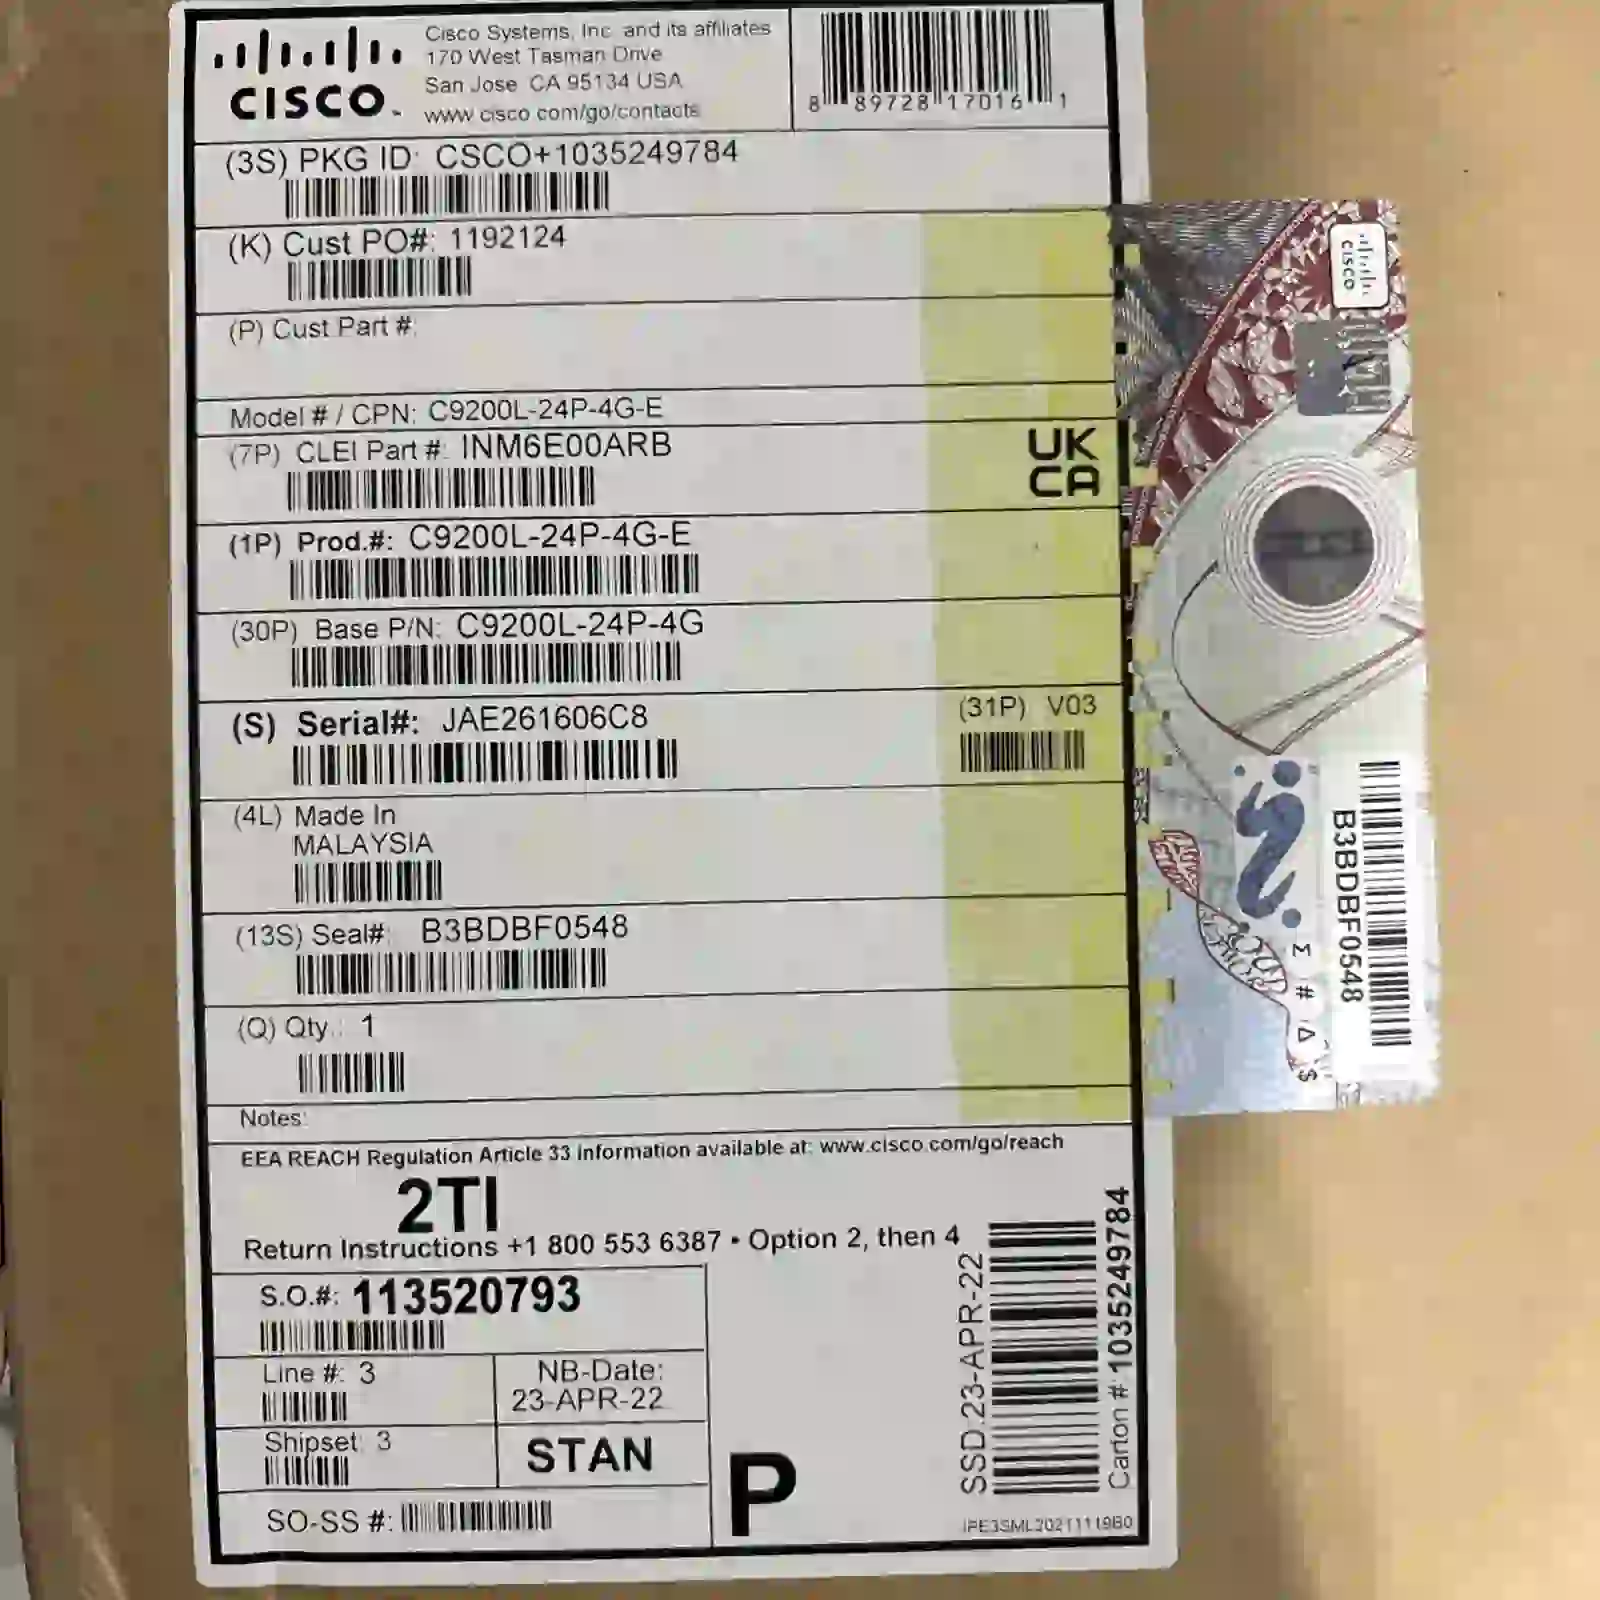 CISCO
Cisco Systems, Inc. and its affiliates
170 West Tasman Drive
San Jose, CA 95134 USA
www.cisco.com/go/contacts
8 89728 17016 1
(3S) PKG ID: CSCO+1035249784
(K) Cust PO#: 1192124
(P) Cust Part #:
Model # / CPN: C9200L-24P-4G-E
(7P) CLEI Part #: INM6E00ARB
UK
CA
(1P) Prod.#: C9200L-24P-4G-E
(30P) Base P/N: C9200L-24P-4G
(S) Serial#: JAE261606C8
(31P) V03
(4L) Made In
MALAYSIA
(13S) Seal#: B3BDBF0548
(Q) Qty.: 1
Notes:
EEA REACH Regulation Article 33 information available at: www.cisco.com/go/reach
2TI
Return Instructions +1 800 553 6387 • Option 2, then 4
S.O.#: 113520793
Line #: 3
NB-Date:
23-APR-22
Shipset: 3
STAN
SO-SS #:
P
SSD:23-APR-22
Carton #:1035249784
CISCO
B3BDBF0548
Σ # Δ $